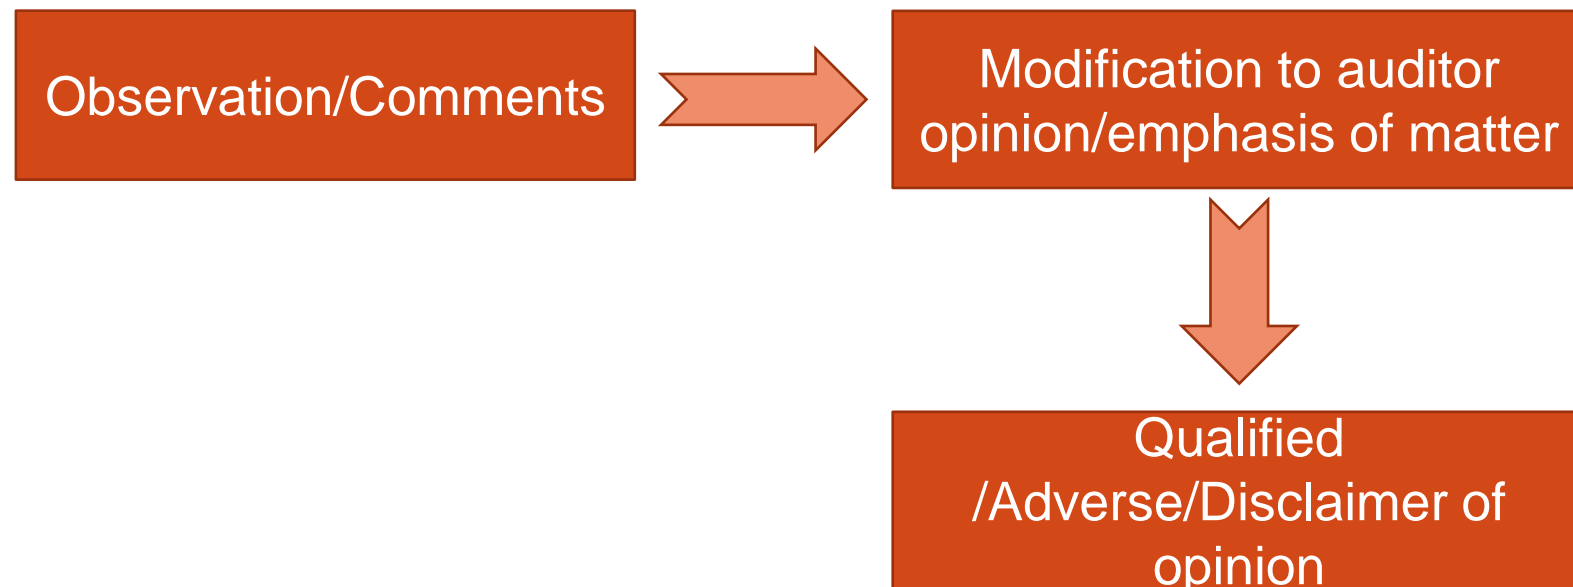 Observation/Comments
Modification to auditor
opinion/emphasis of matter
Qualified
/Adverse/Disclaimer of
opinion